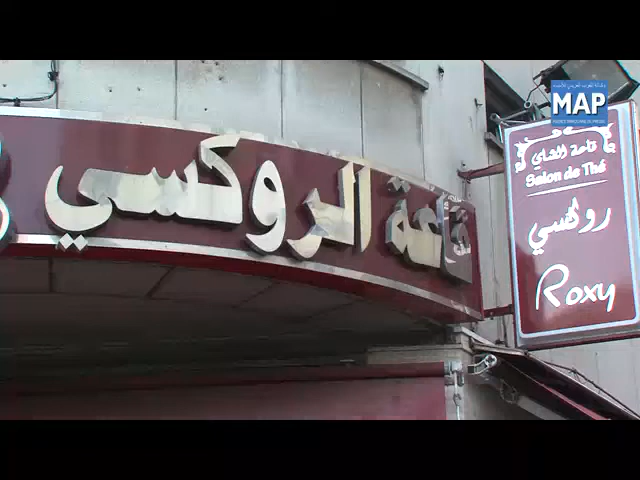 قاعة الروكسي
MAP
قاعة الشاي
Salon de Thé
روكسي
Roxy